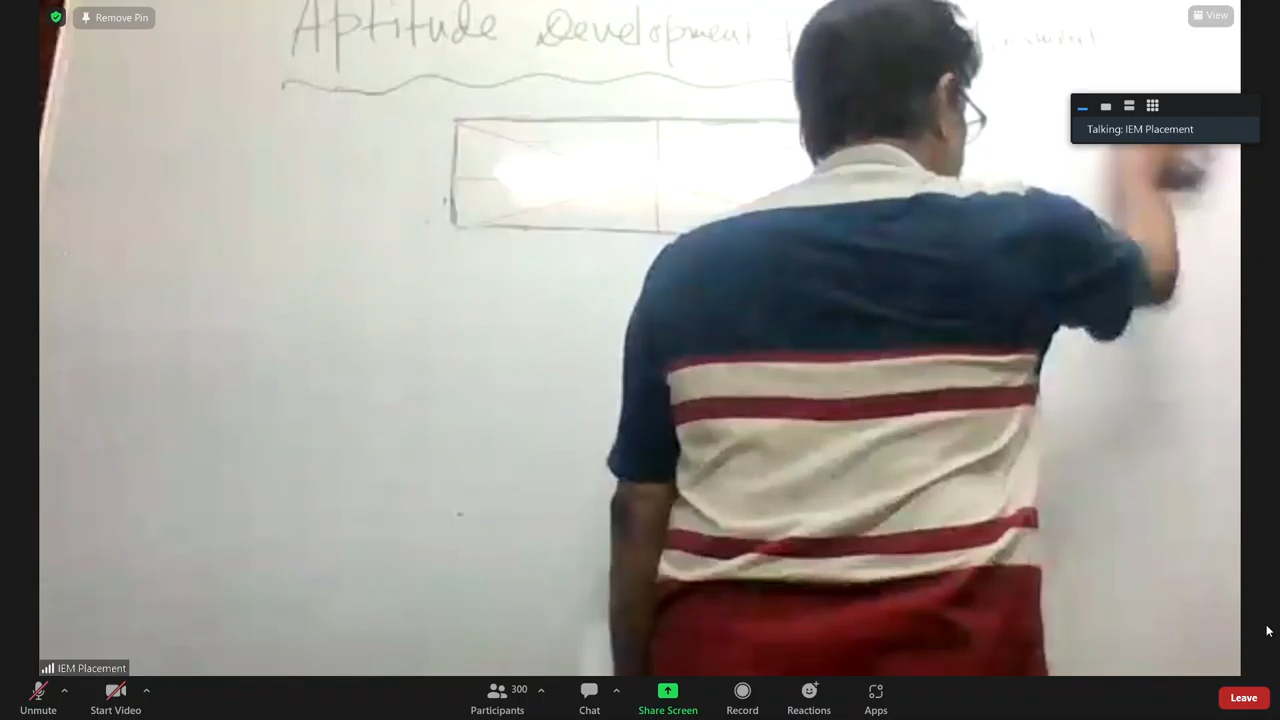 Remove Pin
View
Aptitude Development
Talking: IEM Placement
IEM Placement
Unmute
Start Video
300
Participants
Chat
Share Screen
Record
Reactions
Apps
Leave